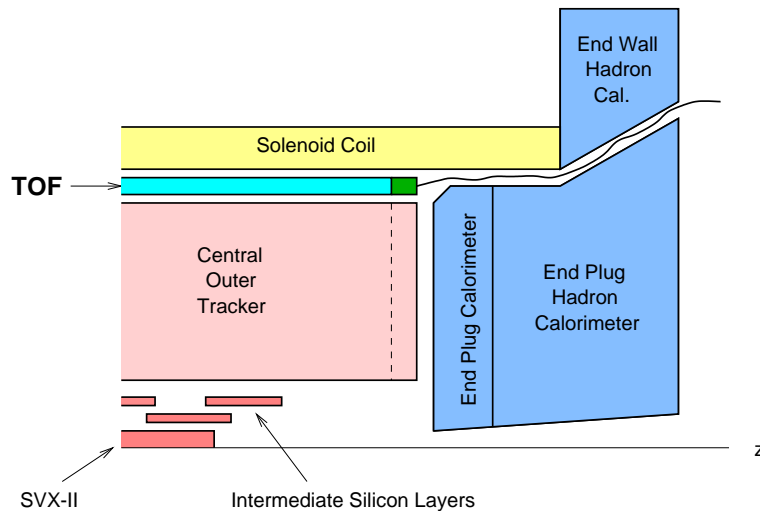 End Wall
Hadron
Cal.
Solenoid Coil
TOF
Central
Outer
Tracker
End Plug Calorimeter
End Plug
Hadron
Calorimeter
z
SVX-II
Intermediate Silicon Layers